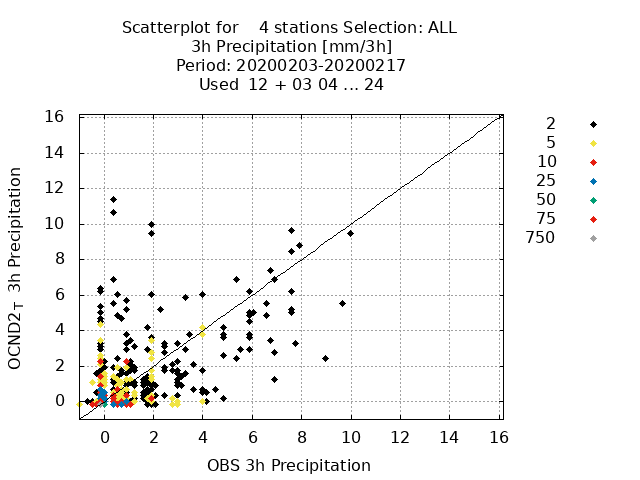 Scatterplot for    4 stations Selection: ALL
3h Precipitation [mm/3h]
Period: 20200203-20200217
Used  12 + 03 04 ... 24
16
14
12
10
8
6
4
2
0
0 2 4 6 8 10 12 14 16
OCND2T  3h Precipitation
OBS 3h Precipitation
2
5
10
25
50
75
750